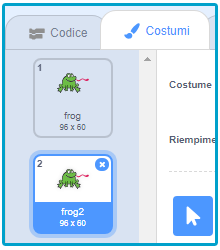 Codice
Costumi
1
frog
96 x 60
2
frog2
96 x 60
Costume
Riempime